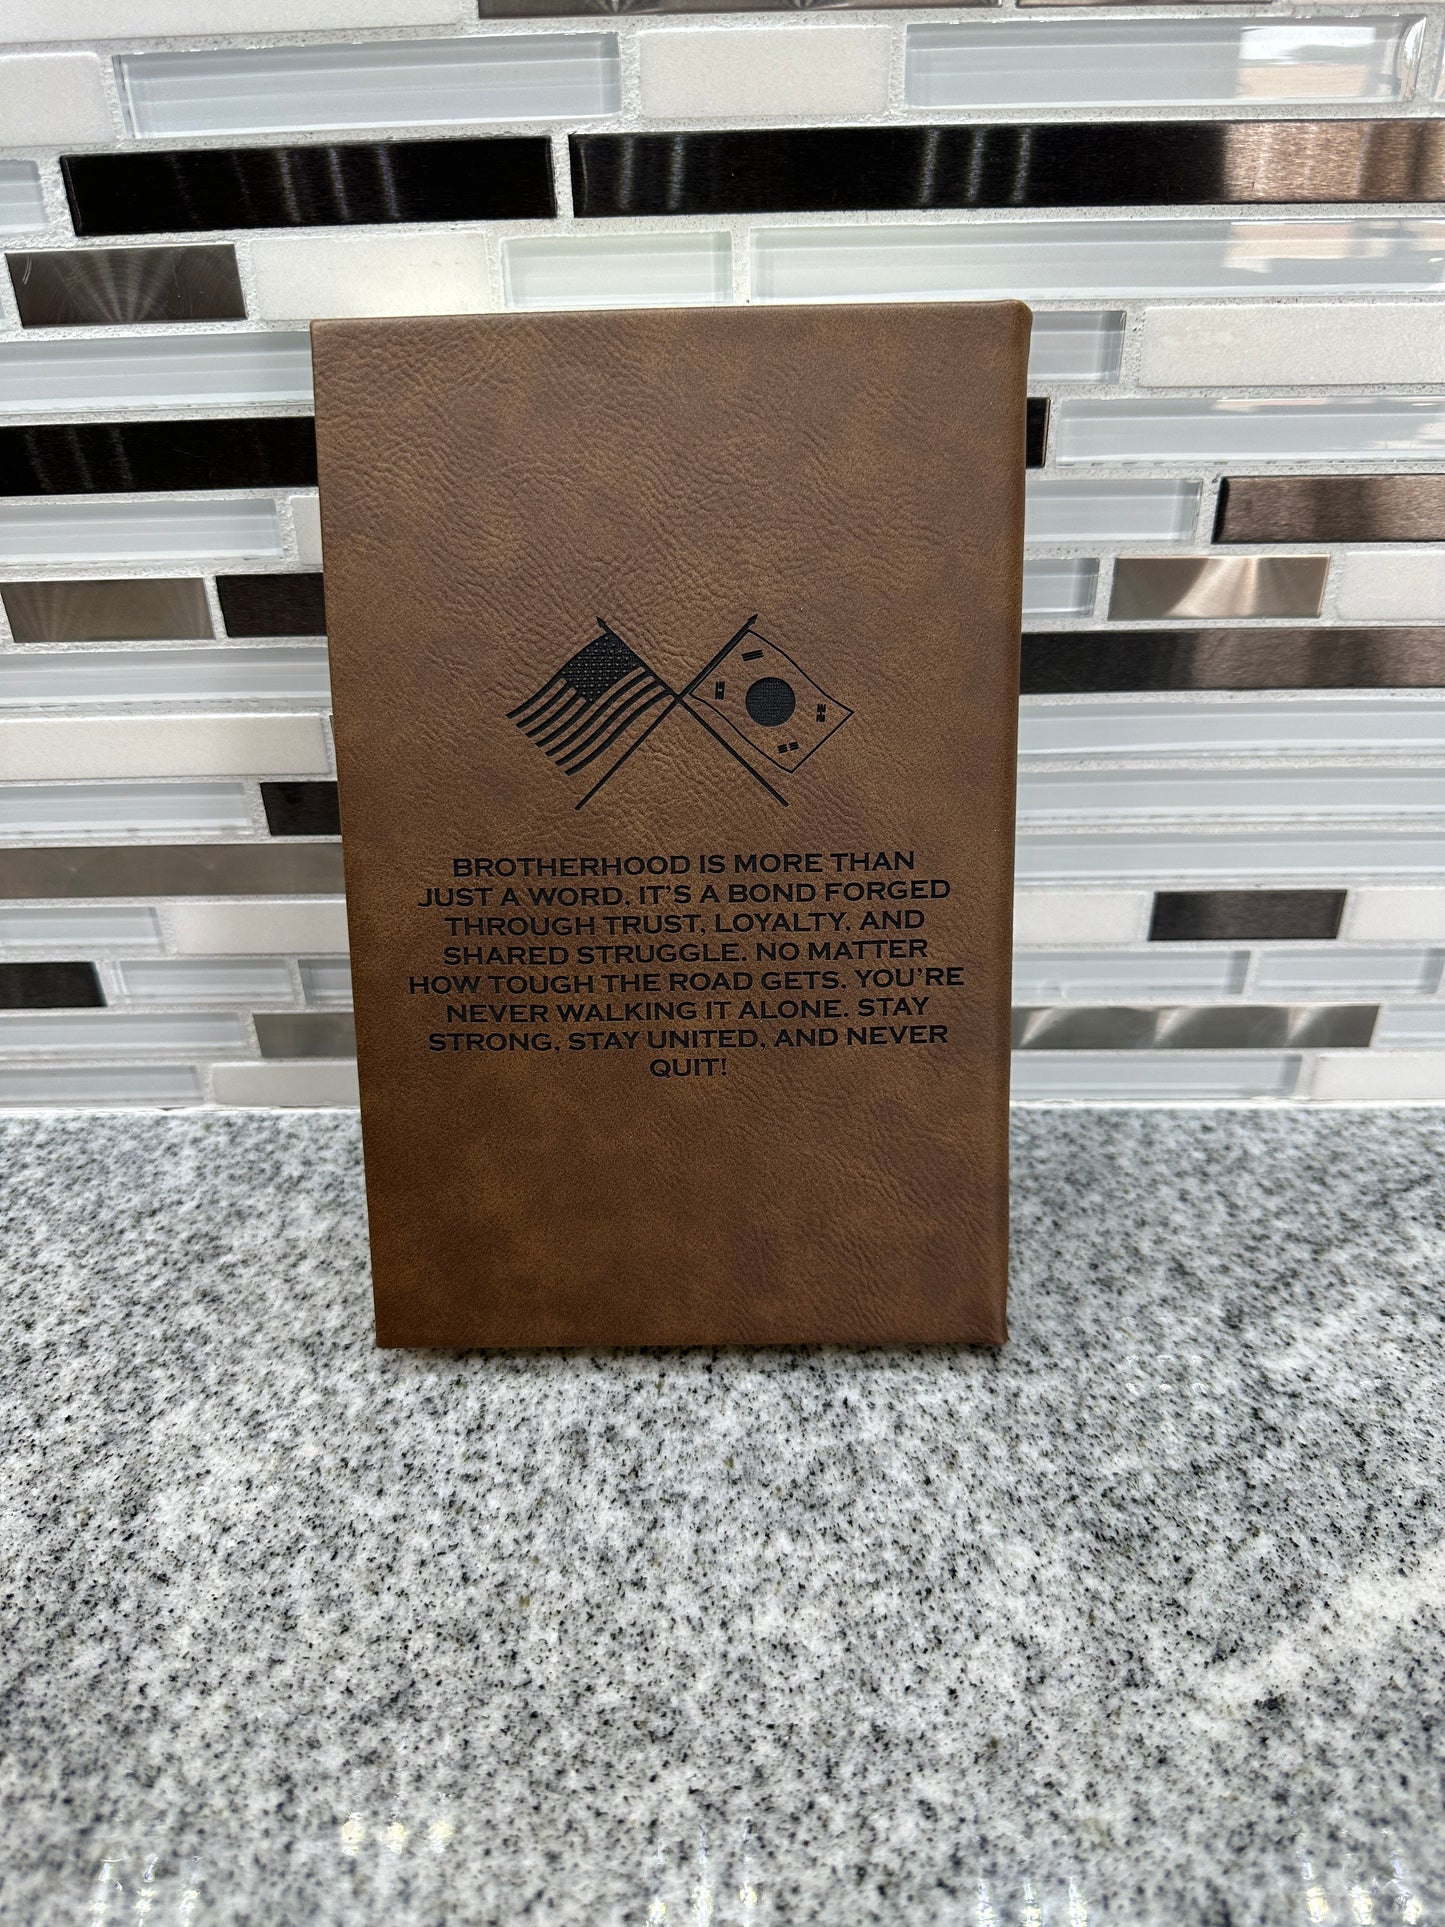 BROTHERHOOD IS MORE THAN
JUST A WORD, IT'S A BOND FORGED
THROUGH TRUST, LOYALTY, AND
SHARED STRUGGLE. NO MATTER
HOW TOUGH THE ROAD GETS. YOU'RE
NEVER WALKING IT ALONE. STAY
STRONG, STAY UNITED, AND NEVER
QUIT!